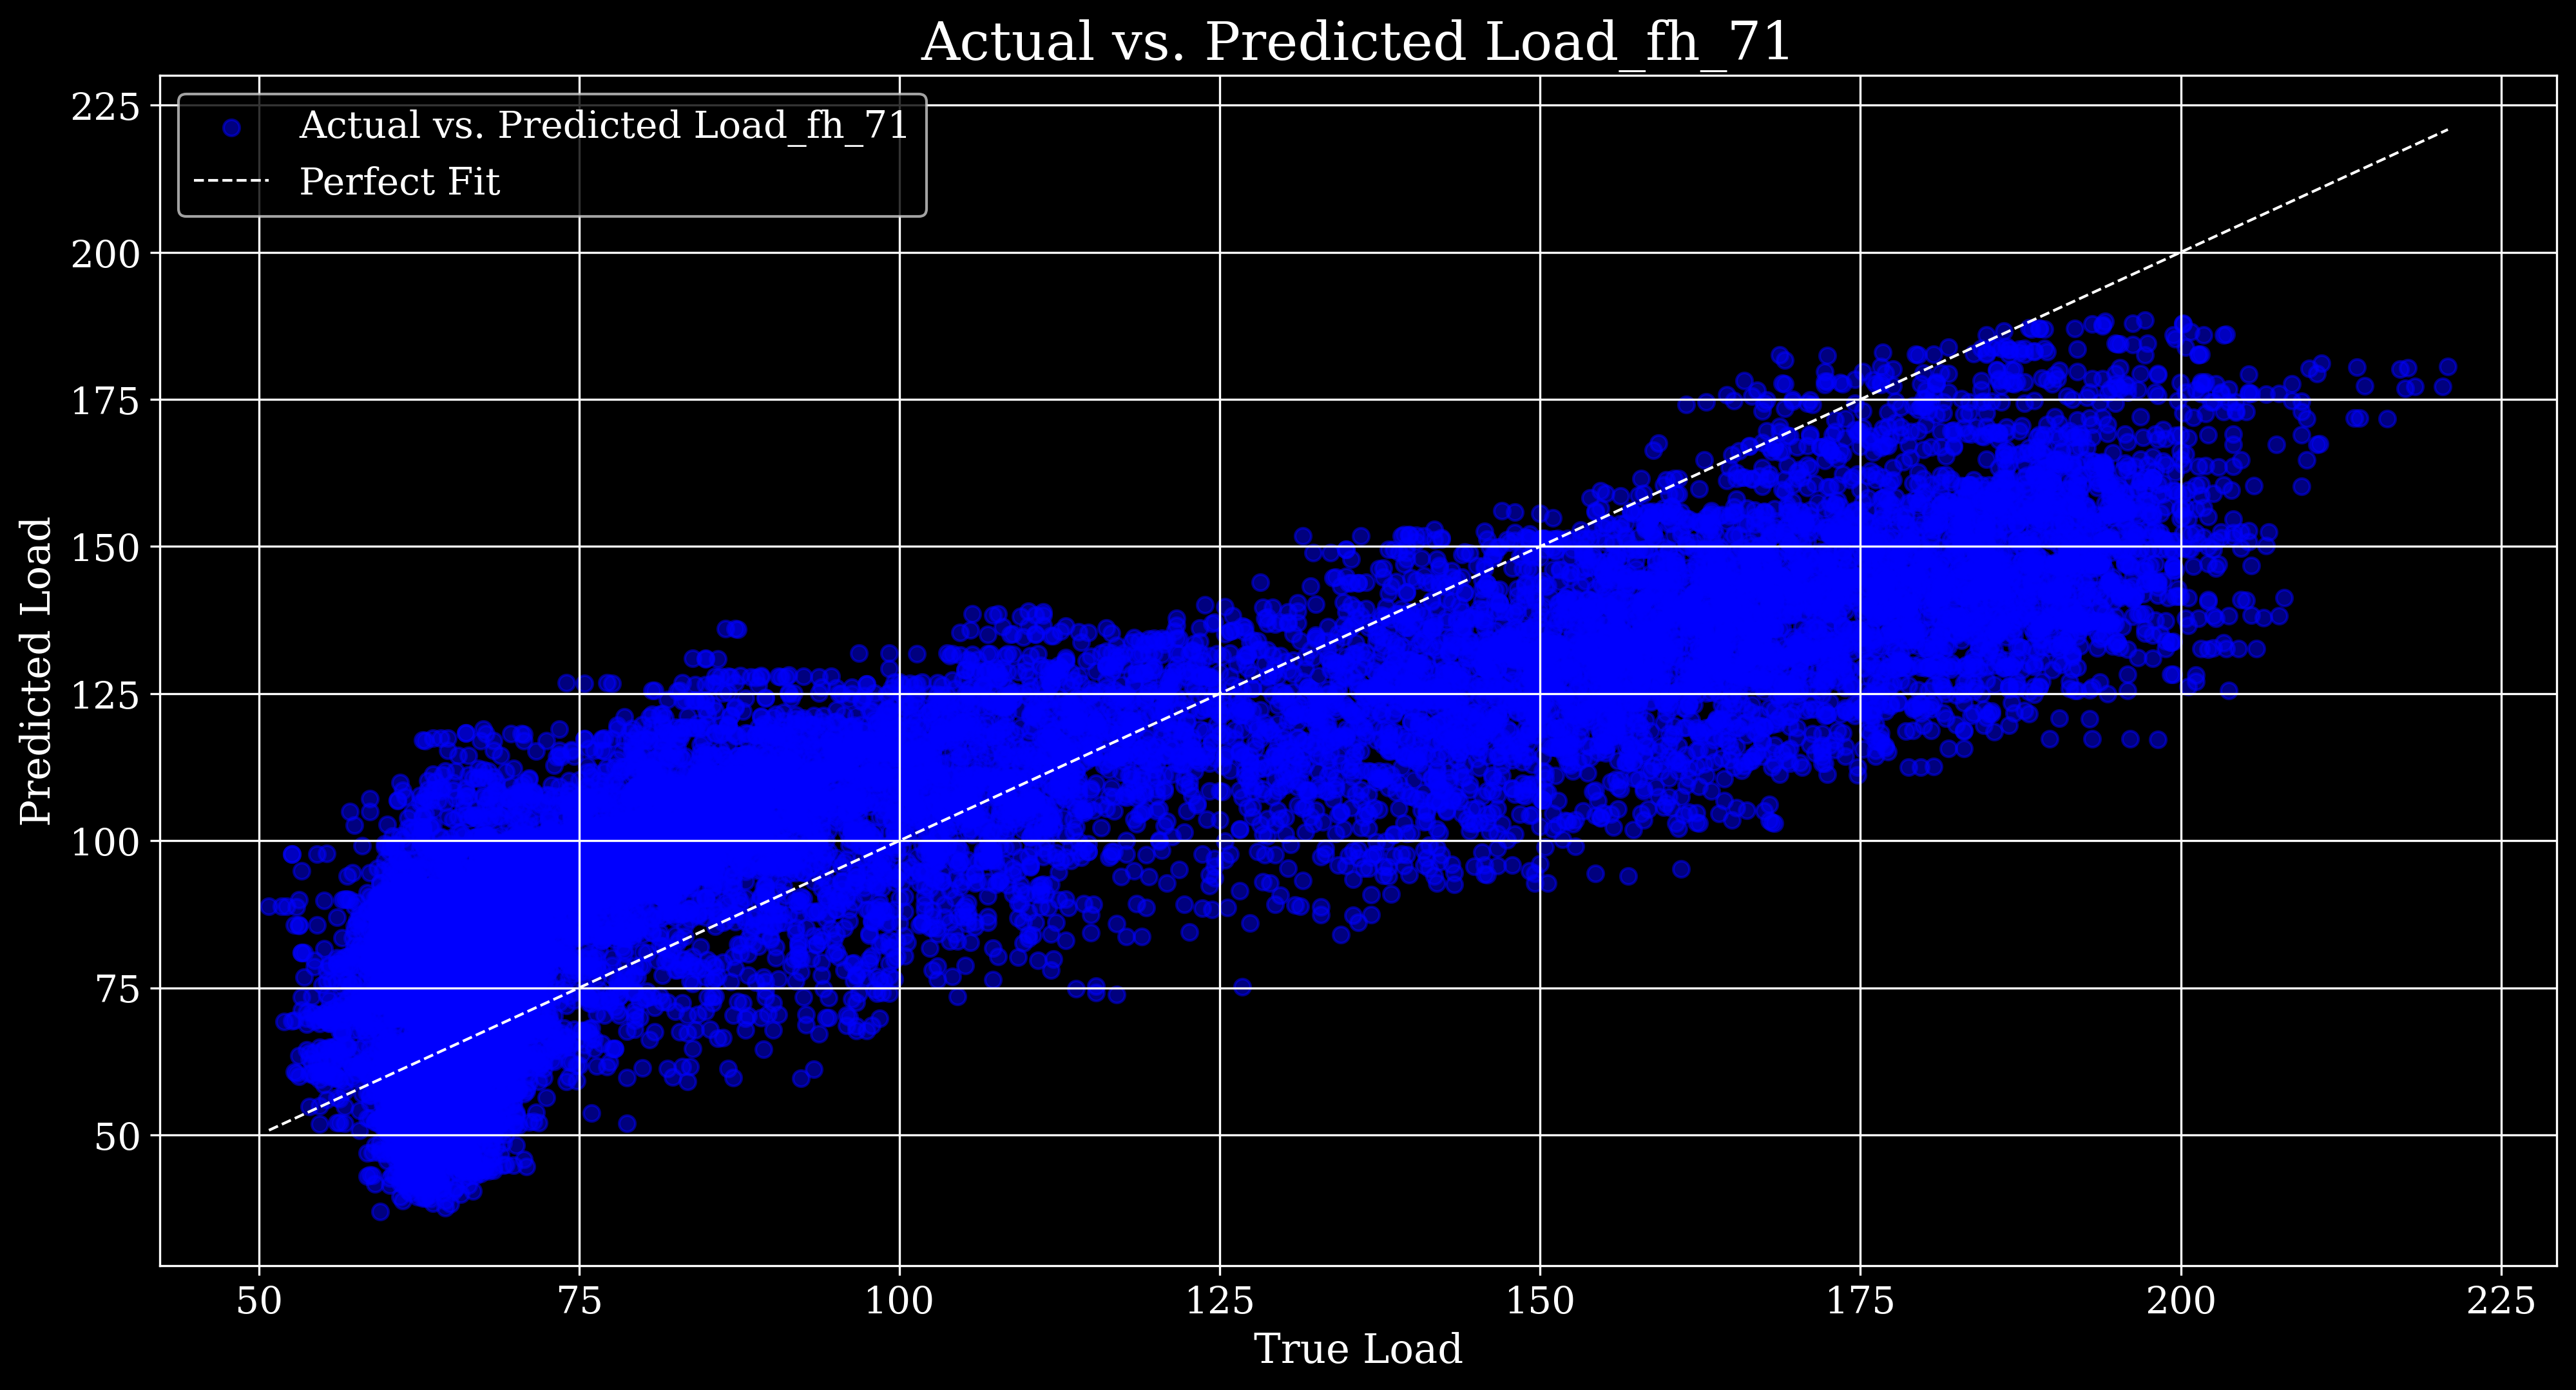 Actual vs. Predicted Load_fh_71
Actual vs. Predicted Load_fh_71
Perfect Fit
225
200
175
150
125
100
75
50
Predicted Load
50 75 100 125 150 175 200 225
True Load